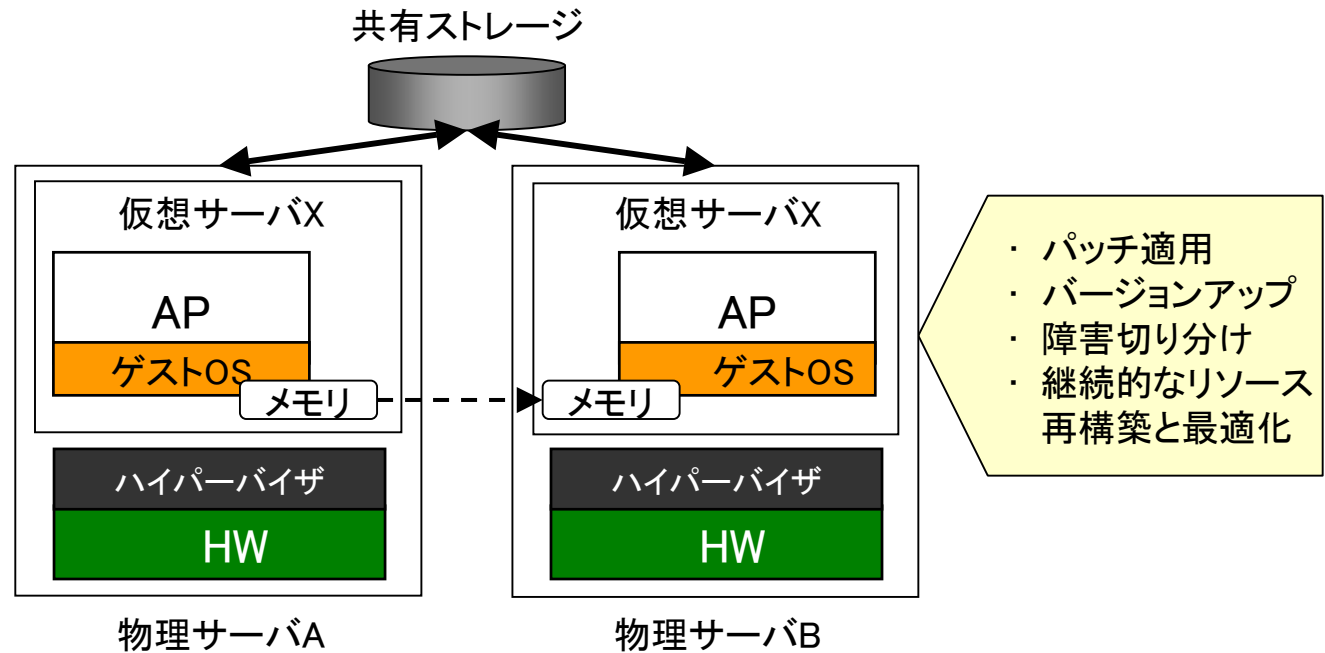 共有ストレージ
仮想サーバX
AP
ゲストOS
メモリ
ハイパーバイザ
HW
物理サーバA
仮想サーバX
AP
ゲストOS
メモリ
ハイパーバイザ
HW
物理サーバB
・ パッチ適用
・ バージョンアップ
・ 障害切り分け
・ 継続的なリソース
再構築と最適化